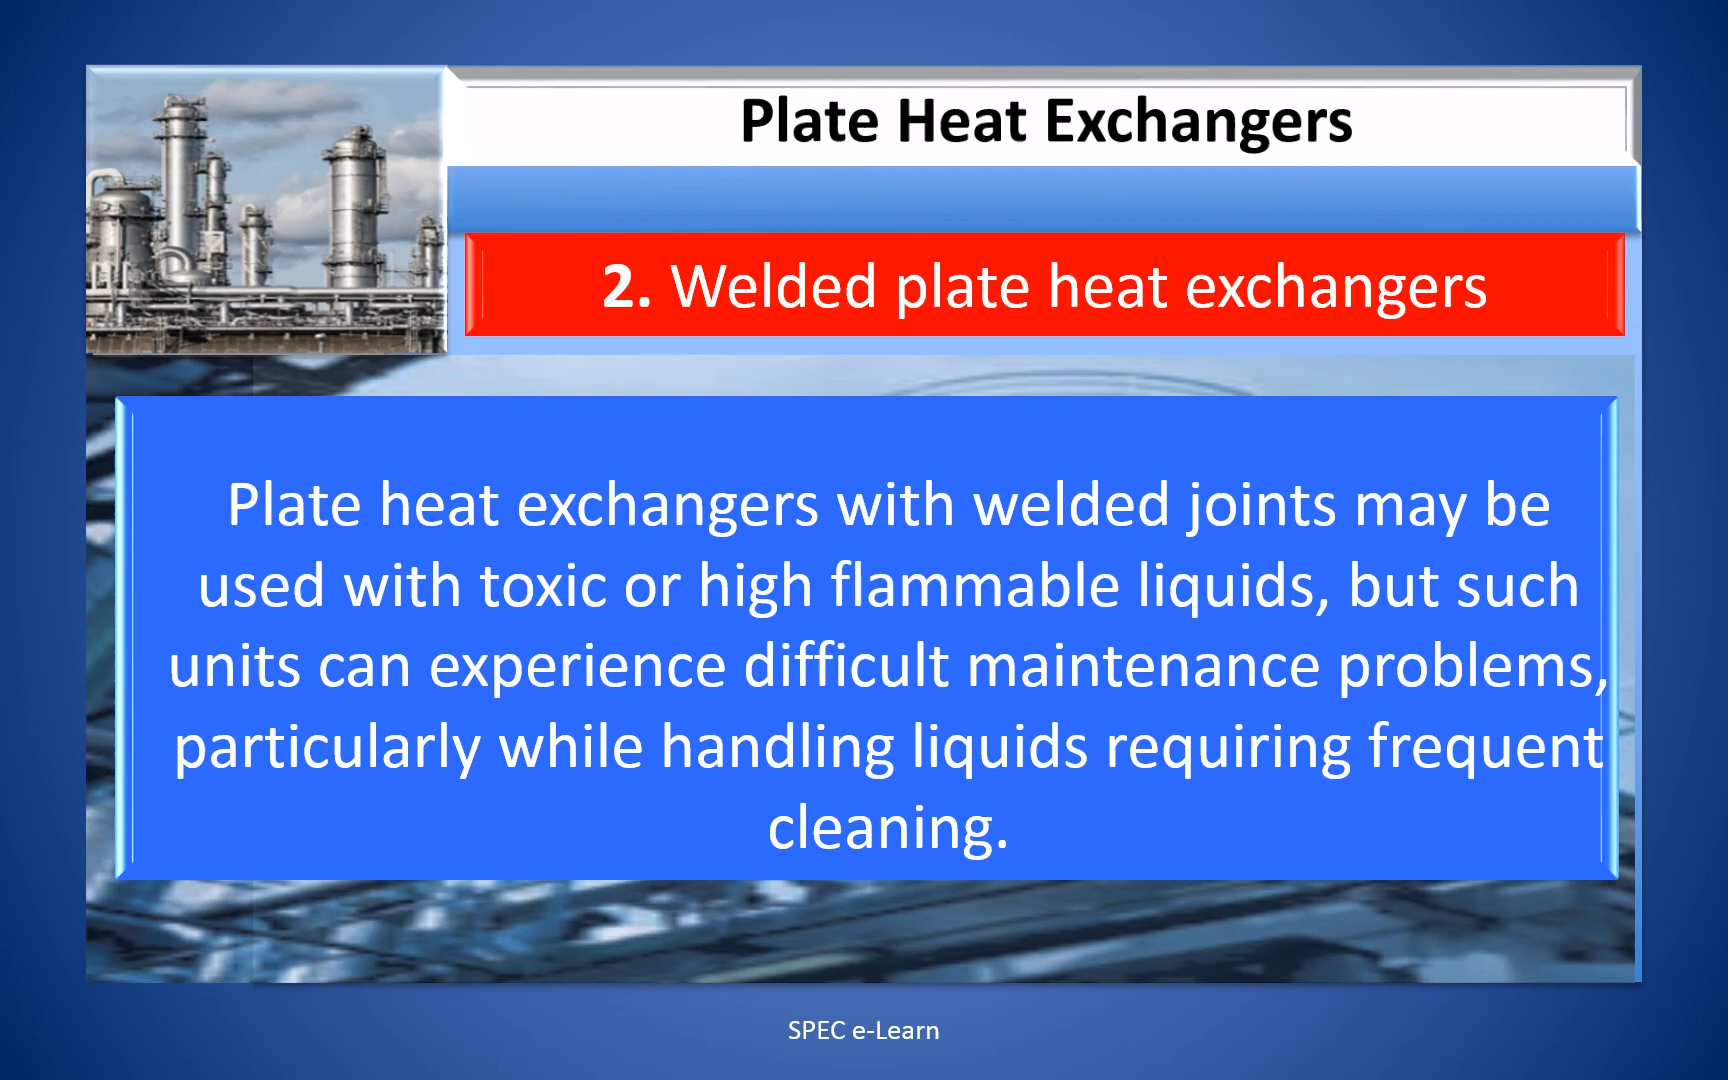 Plate Heat Exchangers
2. Welded plate heat exchangers
Plate heat exchangers with welded joints may be
used with toxic or high flammable liquids, but such
units can experience difficult maintenance problems,
particularly while handling liquids requiring frequent
cleaning.
SPEC e-Learn